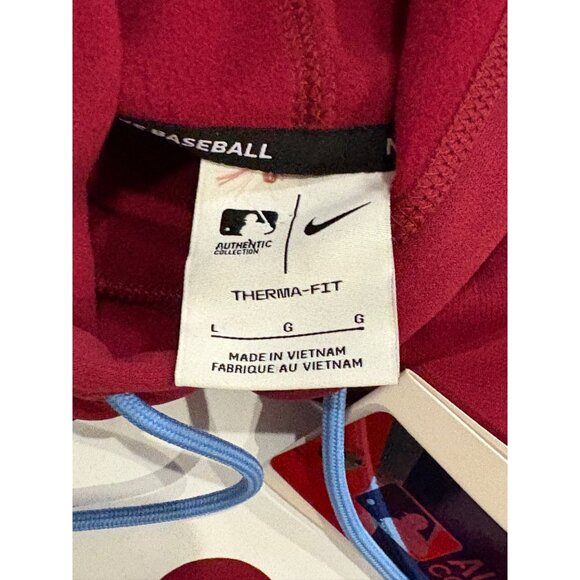 BASEBALL
AUTHENTIC
COLLECTION
THERMA-FIT
L G G
MADE IN VIETNAM
FABRIQUE AU VIETNAM